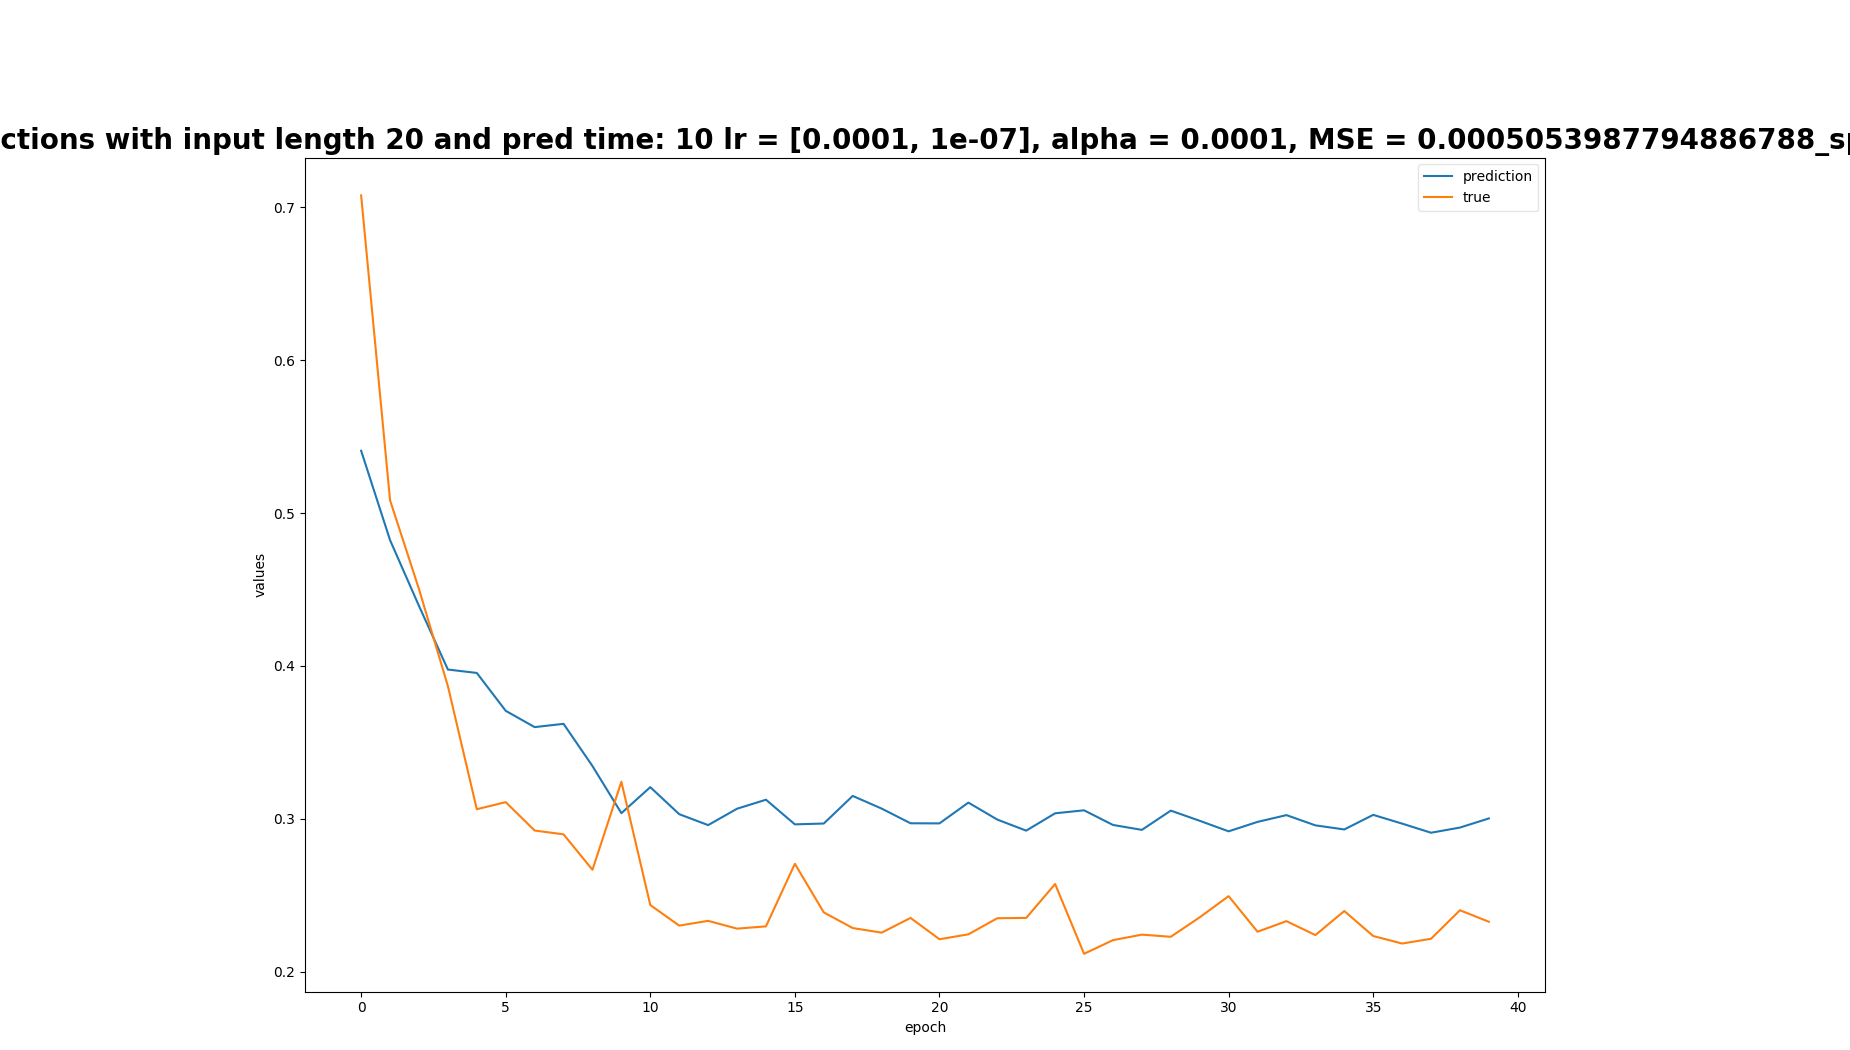 ctions with input length 20 and pred time: 10 lr = [0.0001, 1e-07], alpha = 0.0001, MSE = 0.0005053987794886788_sp
prediction
true
0.7
0.6
0.5
0.4
0.3
0.2
values
0 5 10 15 20 25 30 35 40
epoch